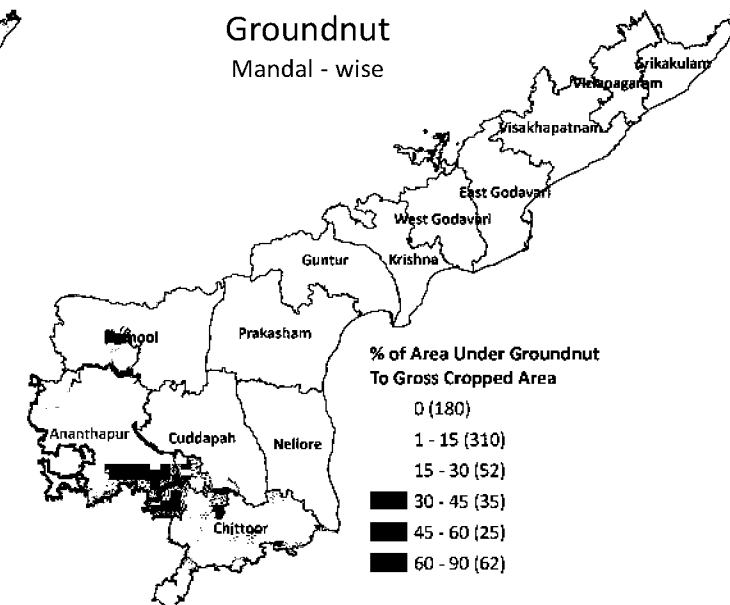 Groundnut
Mandal - wise
Srikakulam
Vizianagaram
Visakhapatnam
East Godavari
West Godavari
Guntur
Krishna
Prakasham
% of Area Under Groundnut
To Gross Cropped Area
0 (180)
1 - 15 (310)
15 - 30 (52)
30 - 45 (35)
45 - 60 (25)
60 - 90 (62)
Ananthapur
Cuddapah
Nellore
Chittoor